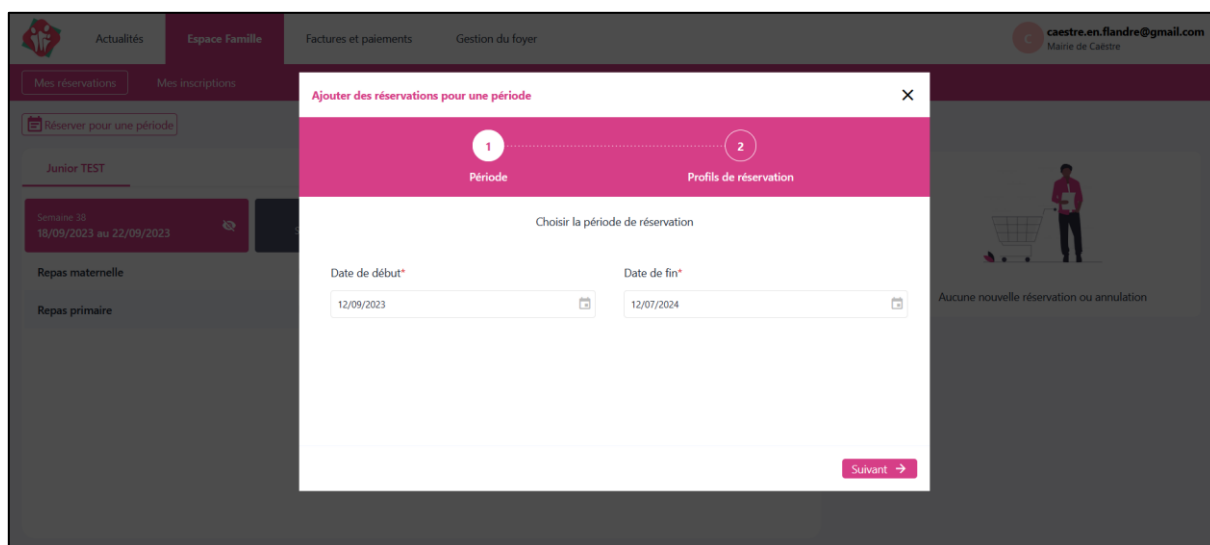 Actualités
Espace Famille
Factures et paiements
Gestion du foyer
C
caestre.en.flandre@gmail.com
Mairie de Caëstre
Mes réservations
Mes inscriptions
Réserver pour une période
Junior TEST
Semaine 38
18/09/2023 au 22/09/2023
Repas maternelle
Repas primaire
Ajouter des réservations pour une période
1
2
Période
Profils de réservation
Choisir la période de réservation
Date de début*
Date de fin*
12/09/2023
12/07/2024
Suivant
Aucune nouvelle réservation ou annulation